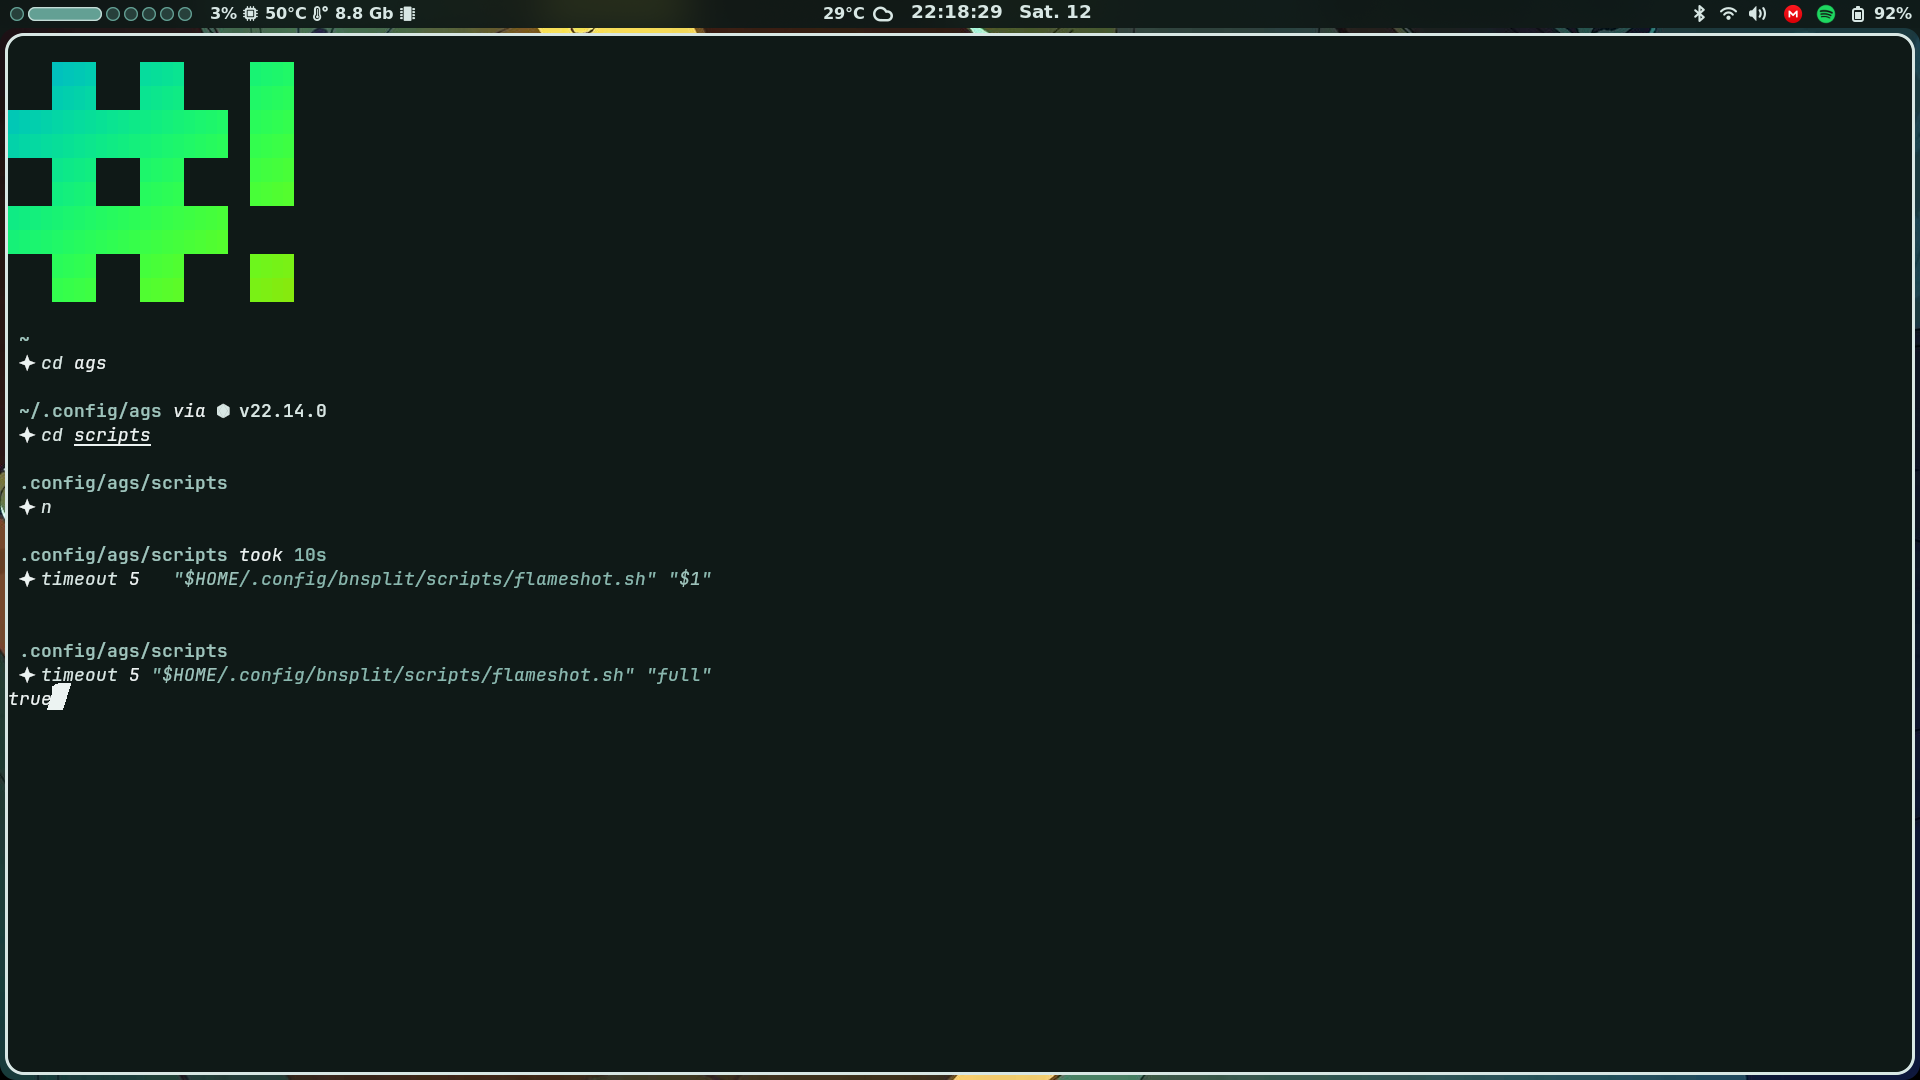 3% 50°C 8.8 Gb 29°C 22:18:29 Sat. 12 92%
#!
~
cd ags
~/.config/ags via v22.14.0
cd scripts
.config/ags/scripts
n
.config/ags/scripts took 10s
timeout 5   "$HOME/.config/bnsplit/scripts/flameshot.sh" "$1"
.config/ags/scripts
timeout 5 "$HOME/.config/bnsplit/scripts/flameshot.sh" "full"
true